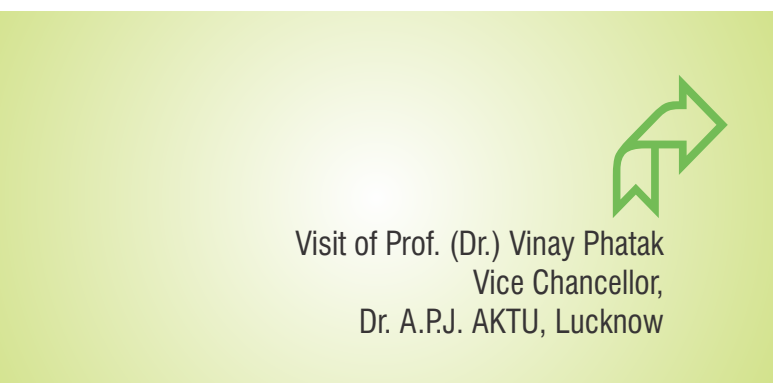 Visit of Prof. (Dr.) Vinay Phatak
Vice Chancellor,
Dr. A.P.J. AKTU, Lucknow